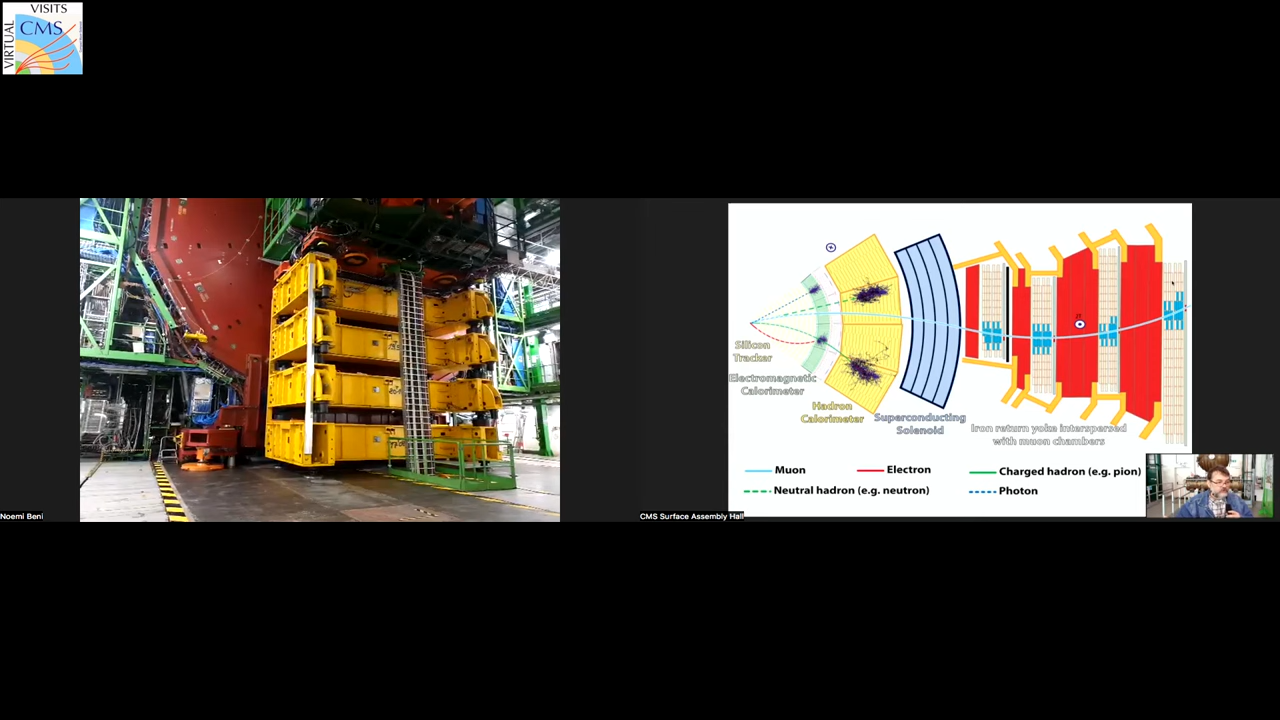 VISITS
CMS
VIRTUAL
Silicon
Tracker
Electromagnetic
Calorimeter
Hadron
Calorimeter
Superconducting
Solenoid
Iron return yoke interspersed
with muon chambers
Muon
Electron
Charged hadron (e.g. pion)
Neutral hadron (e.g. neutron)
Photon
Noemi Beni
CMS Surface Assembly Hall